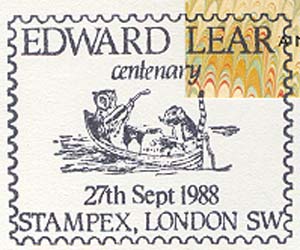 EDWARD LEAR
centenary
27th Sept 1988
STAMPEX, LONDON SW